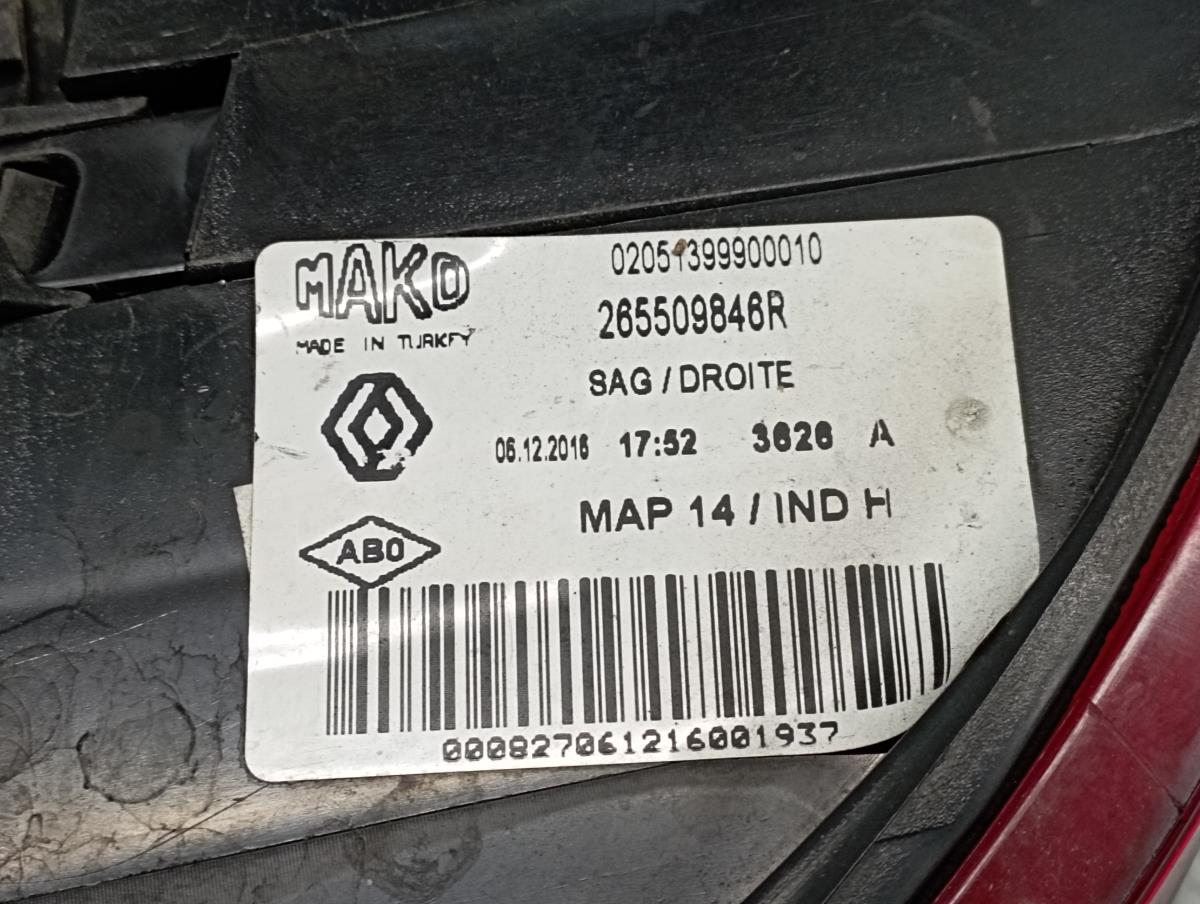 MAKO
MADE IN TURKEY
02051399900010
265509846R
SAG / DROITE
06.12.2016 17:52 3626 A
MAP 14 / IND H
ABO
000827061216001937